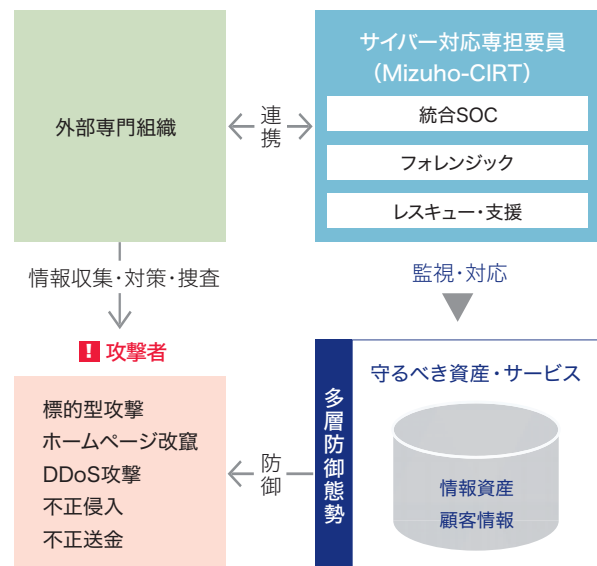 外部専門組織
連携
サイバー対応専担要員
（Mizuho-CIRT）
統合SOC
フォレンジック
レスキュー・支援
情報収集・対策・捜査
監視・対応
! 攻撃者
標的型攻撃
ホームページ改竄
DDoS攻撃
不正侵入
不正送金
防御
多層防御態勢
守るべき資産・サービス
情報資産
顧客情報